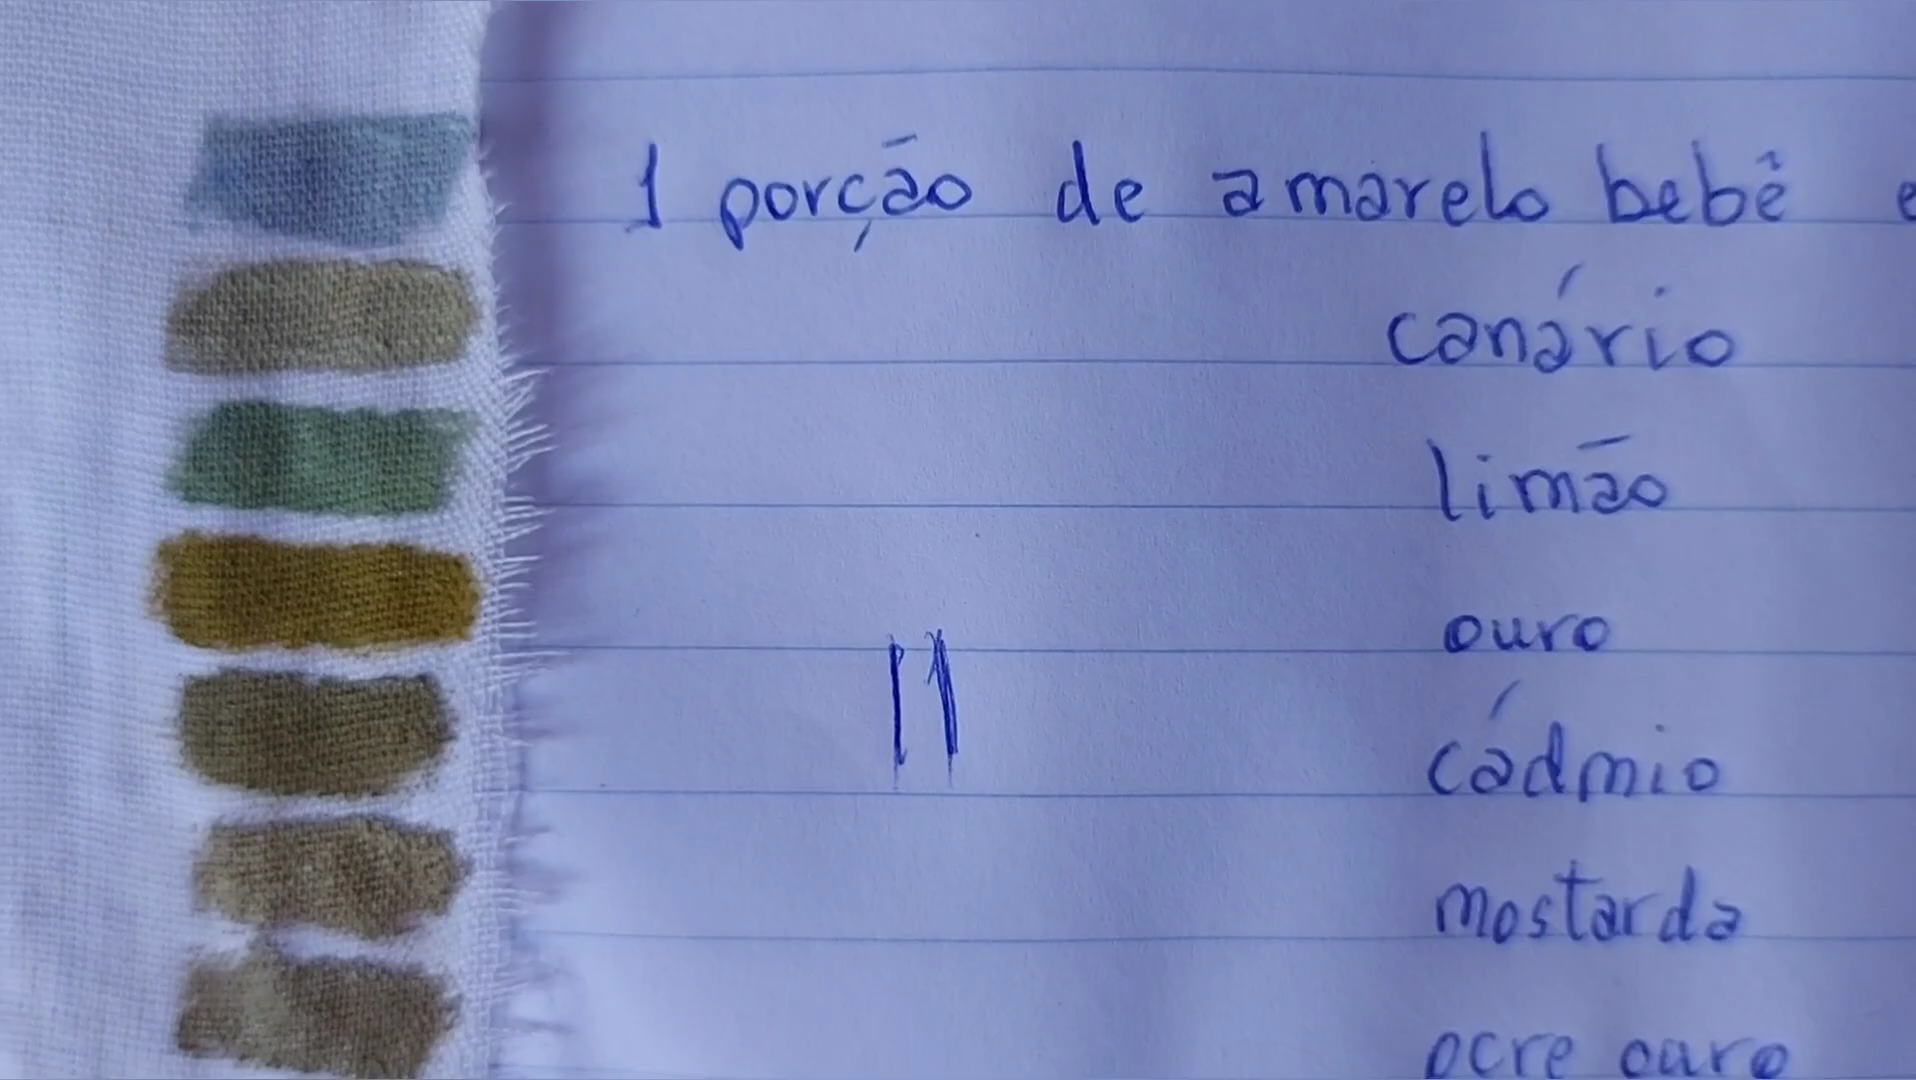 1 porção de amarelo bebê e
canário
limão
ouro
"
cádmio
mostarda
ocre ouro